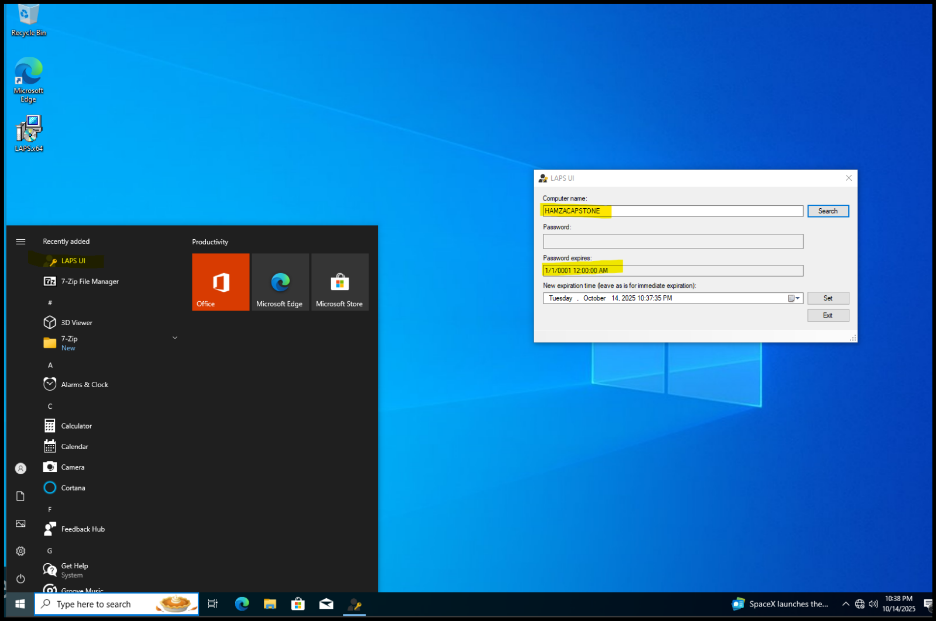 Recycle Bin
Microsoft
Edge
LAPS.x64
LAPS UI
Computer name:
HAMZACAPSTONE
Search
Password:
Password expires:
1/1/0001 12:00:00 AM
New expiration time (leave as is for immediate expiration):
Tuesday , October 14, 2025 10:37:35 PM
Set
Exit
Recently added
LAPS UI
7-Zip File Manager
#
3D Viewer
7-Zip
New
A
Alarms & Clock
C
Calculator
Calendar
Camera
Cortana
F
Feedback Hub
G
Get Help
System
Groove Music
Productivity
Office
Microsoft Edge
Microsoft Store
Type here to search
SpaceX launches the...
10:38 PM
10/14/2025